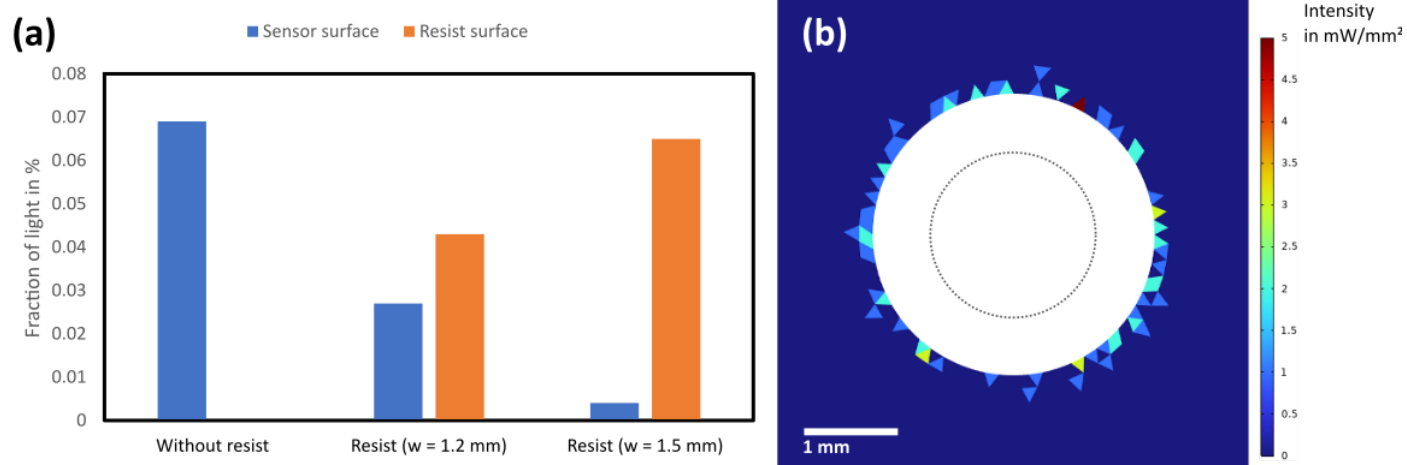 (a)
Sensor surface
Resist surface
Fraction of light in %
0.08
0.07
0.06
0.05
0.04
0.03
0.02
0.01
0
Without resist
Resist (w = 1.2 mm)
Resist (w = 1.5 mm)
(b)
1 mm
Intensity
in mW/mm²
5
4.5
4
3.5
3
2.5
2
1.5
1
0.5
0